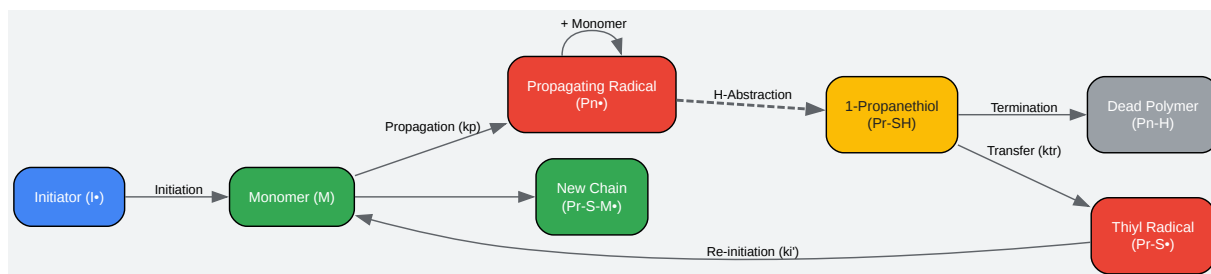 + Monomer
Propagating Radical
(Pn•)
H-Abstraction
1-Propanethiol
(Pr-SH)
Termination
Dead Polymer
(Pn-H)
Propagation (kp)
Transfer (ktr)
Initiator (I•)
Initiation
Monomer (M)
New Chain
(Pr-S-M•)
Thiyl Radical
(Pr-S•)
Re-initiation (ki')